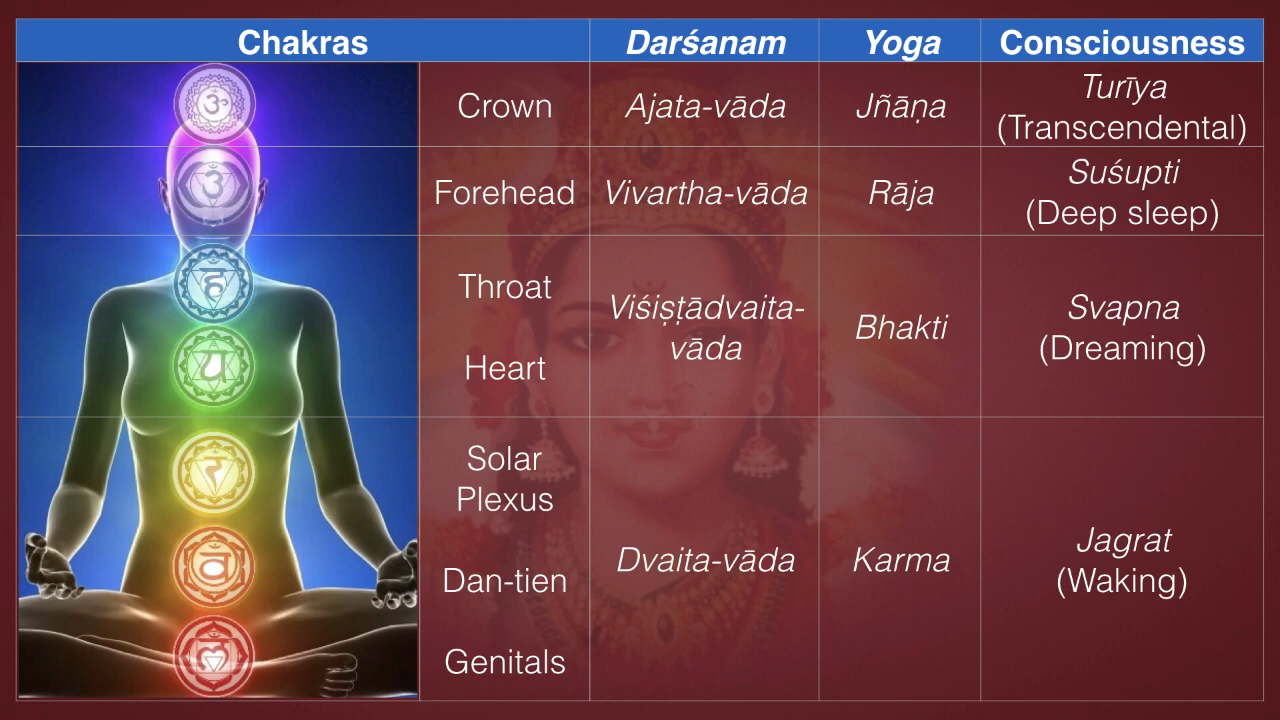 Chakras Darśanam Yoga Consciousness
ॐ
Crown Ajata-vāda Jñāṇa Turīya
(Transcendental)
ॐ
Forehead Vivartha-vāda Rāja Suśupti
(Deep sleep)
हं
Throat
यं
Heart
Viśiṣṭādvaita-
vāda
Bhakti
Svapna
(Dreaming)
रं
Solar
Plexus
वं
Dan-tien
लं
Genitals
Dvaita-vāda
Karma
Jagrat
(Waking)